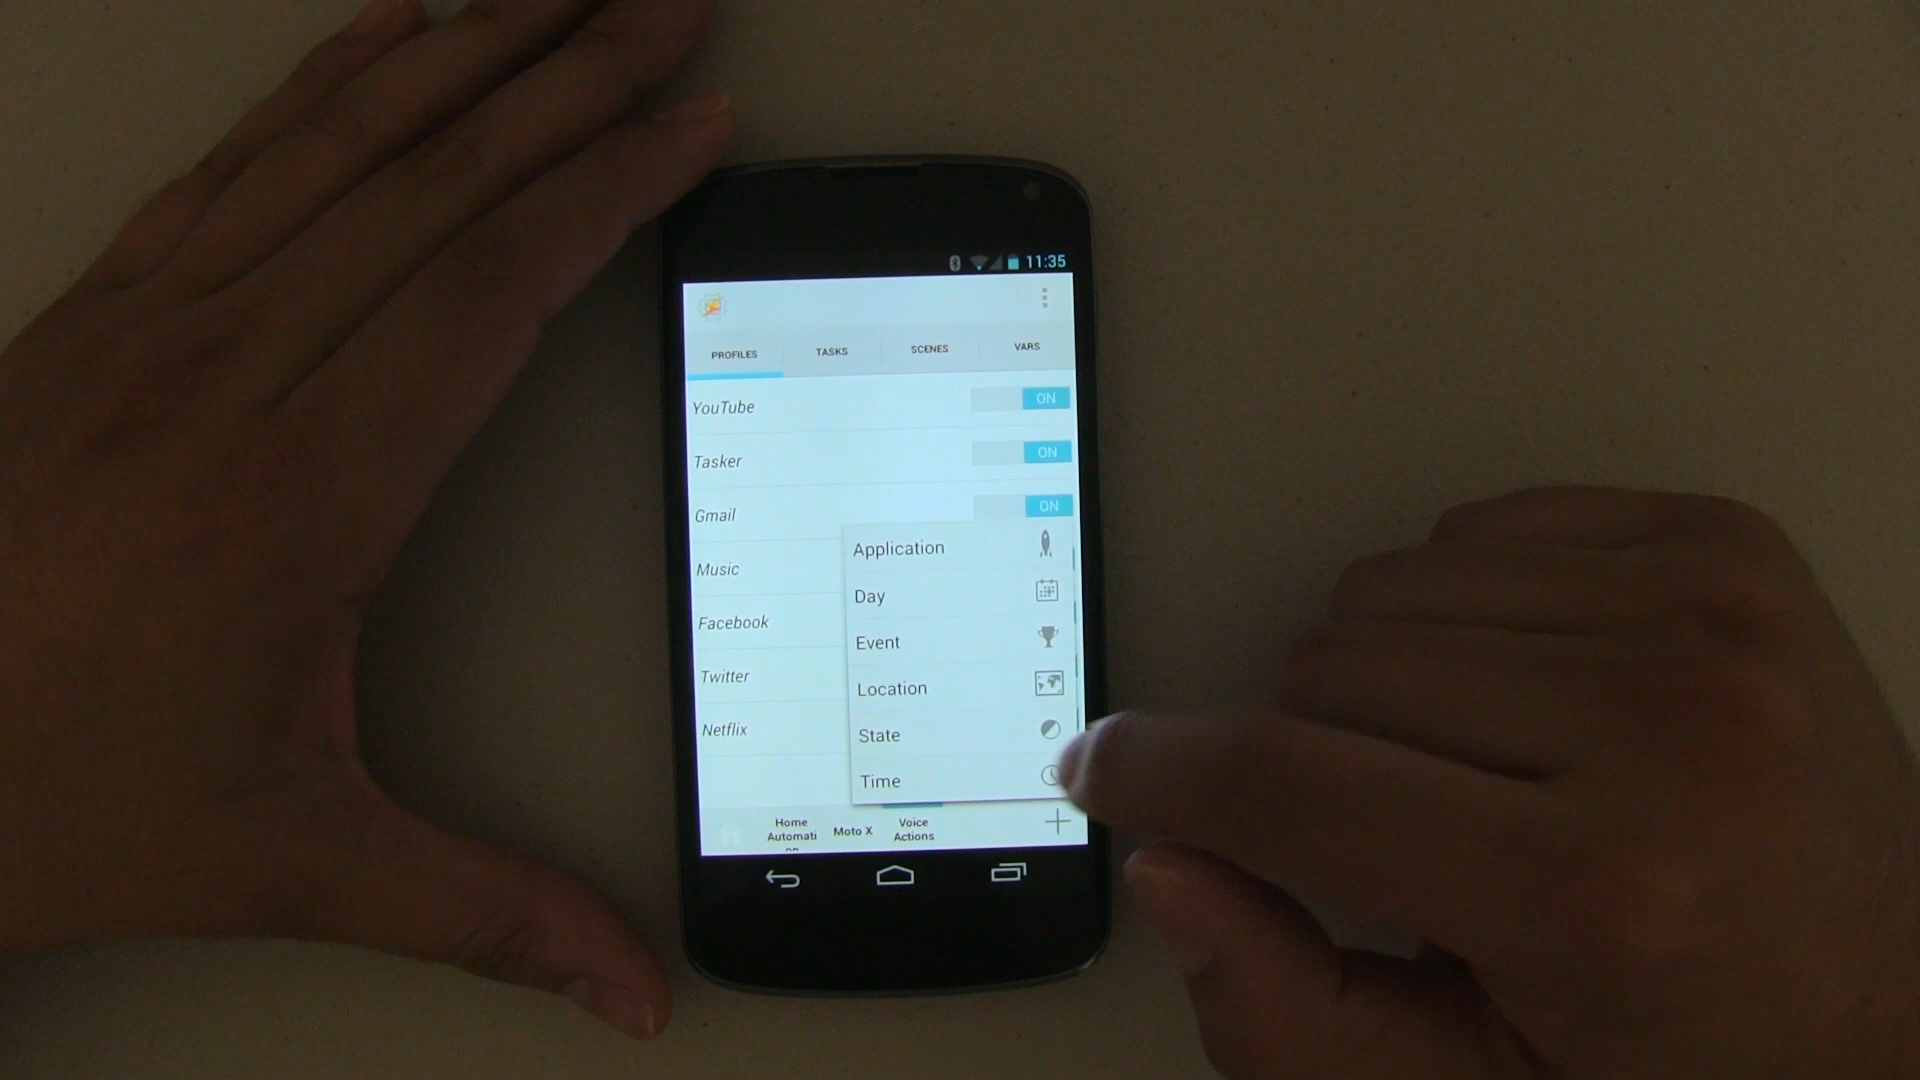 11:35
PROFILES TASKS SCENES VARS
YouTube ON
Tasker ON
Gmail ON
Music
Facebook
Twitter
Netflix
Application
Day
Event
Location
State
Time
Home
Automati
on
Moto X
Voice
Actions